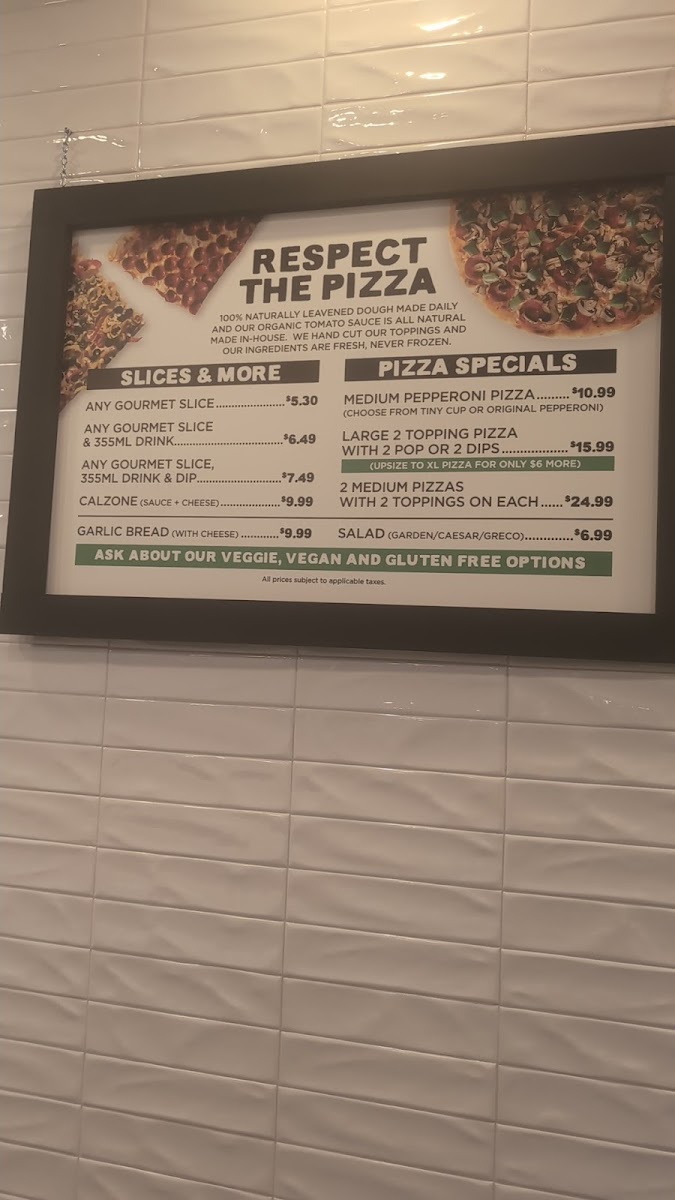 RESPECT
THE PIZZA
100% NATURALLY LEAVENED DOUGH MADE DAILY
AND OUR ORGANIC TOMATO SAUCE IS ALL NATURAL
MADE IN-HOUSE. WE HAND CUT OUR TOPPINGS AND
OUR INGREDIENTS ARE FRESH, NEVER FROZEN.
SLICES & MORE
ANY GOURMET SLICE......................$5.30
ANY GOURMET SLICE
& 355ML DRINK..................................$6.49
ANY GOURMET SLICE,
355ML DRINK & DIP..........................$7.49
CALZONE (SAUCE + CHEESE)...................$9.99
GARLIC BREAD (WITH CHEESE) ............$9.99
PIZZA SPECIALS
MEDIUM PEPPERONI PIZZA.........$10.99
(CHOOSE FROM TINY CUP OR ORIGINAL PEPPERONI)
LARGE 2 TOPPING PIZZA
WITH 2 POP OR 2 DIPS...................$15.99
(UPSIZE TO XL PIZZA FOR ONLY $6 MORE)
2 MEDIUM PIZZAS
WITH 2 TOPPINGS ON EACH......$24.99
SALAD (GARDEN/CAESAR/GRECO).............$6.99
ASK ABOUT OUR VEGGIE, VEGAN AND GLUTEN FREE OPTIONS
All prices subject to applicable taxes.